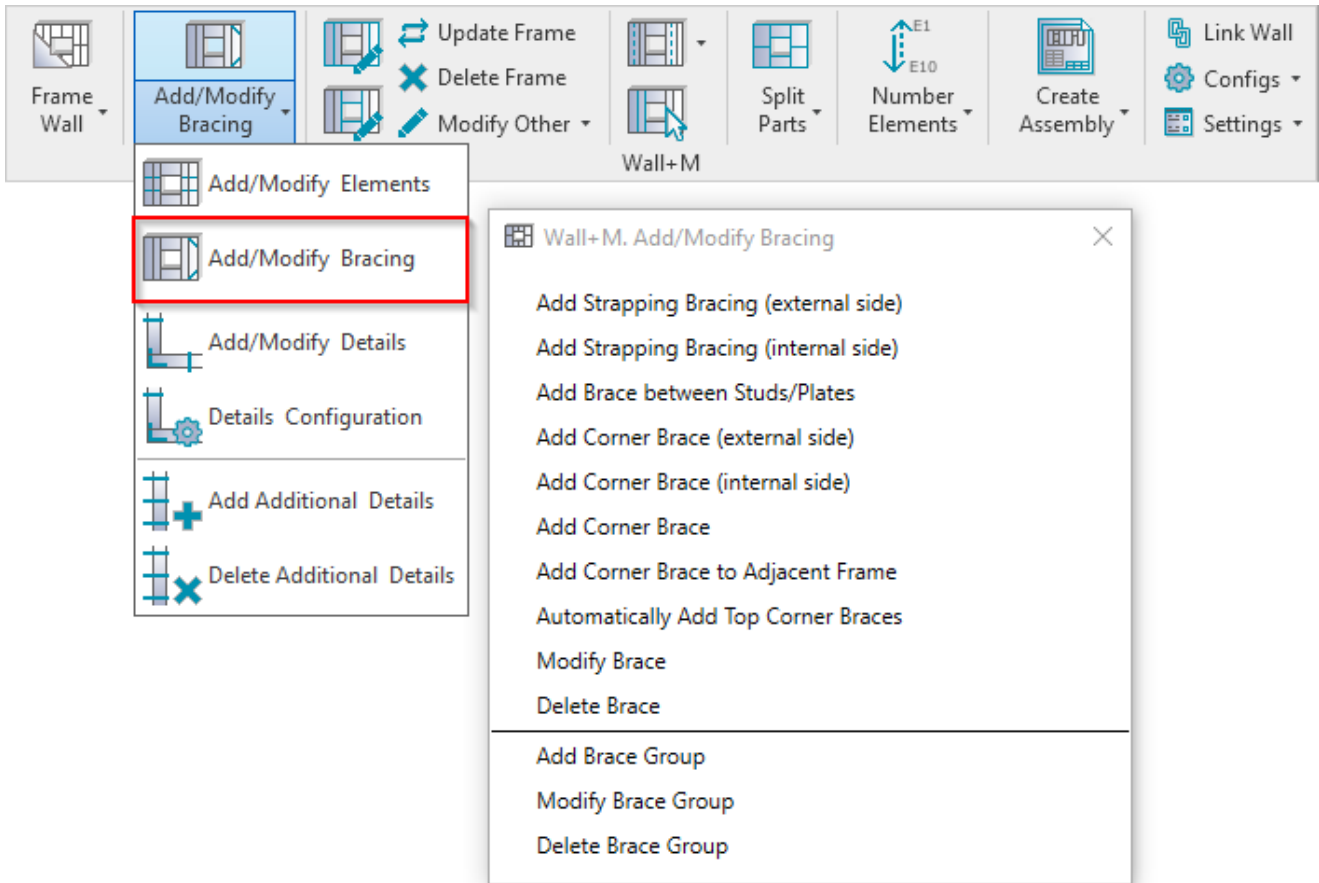 Frame
Wall
Add/Modify
Bracing
Update Frame
Delete Frame
Modify Other
Split
Parts
E1
E10
Number
Elements
Create
Assembly
Link Wall
Configs
Settings
Wall+M
Add/Modify Elements
Add/Modify Bracing
Add/Modify Details
Details Configuration
Add Additional Details
Delete Additional Details
Wall+M. Add/Modify Bracing
Add Strapping Bracing (external side)
Add Strapping Bracing (internal side)
Add Brace between Studs/Plates
Add Corner Brace (external side)
Add Corner Brace (internal side)
Add Corner Brace
Add Corner Brace to Adjacent Frame
Automatically Add Top Corner Braces
Modify Brace
Delete Brace
Add Brace Group
Modify Brace Group
Delete Brace Group